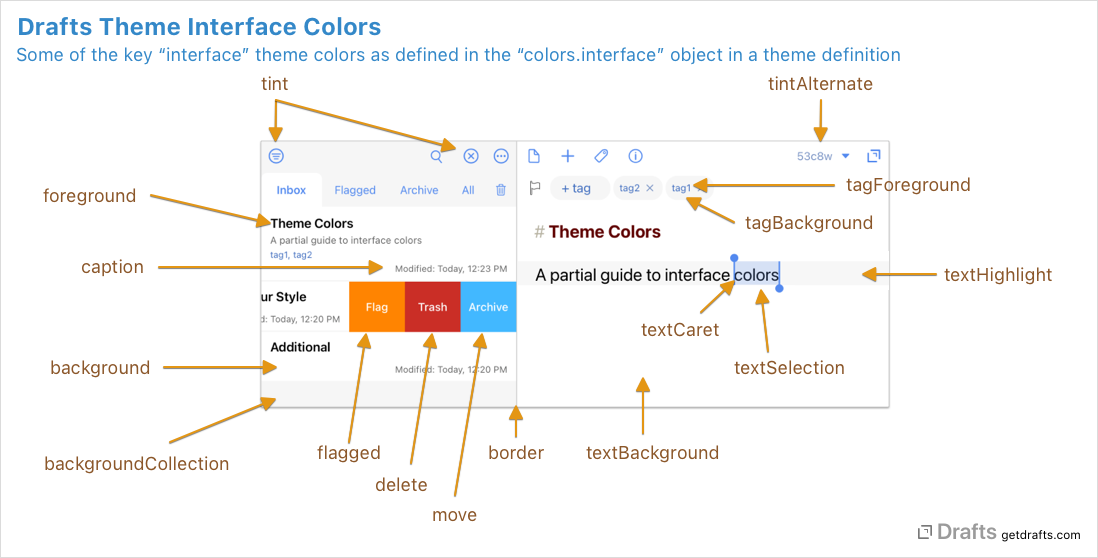 Drafts Theme Interface Colors
Some of the key “interface” theme colors as defined in the “colors.interface” object in a theme definition
tint
tintAlternate
53c8w
Inbox Flagged Archive All
+ tag tag2 × tag1
foreground
tagForeground
Theme Colors
A partial guide to interface colors
tag1, tag2
tagBackground
# Theme Colors
caption
Modified: Today, 12:23 PM
A partial guide to interface colors
textHighlight
ur Style
d: Today, 12:20 PM
Flag Trash Archive
textCaret
Additional
Modified: Today, 12:20 PM
background
textSelection
backgroundCollection
flagged
border
textBackground
delete
move
Drafts getdrafts.com